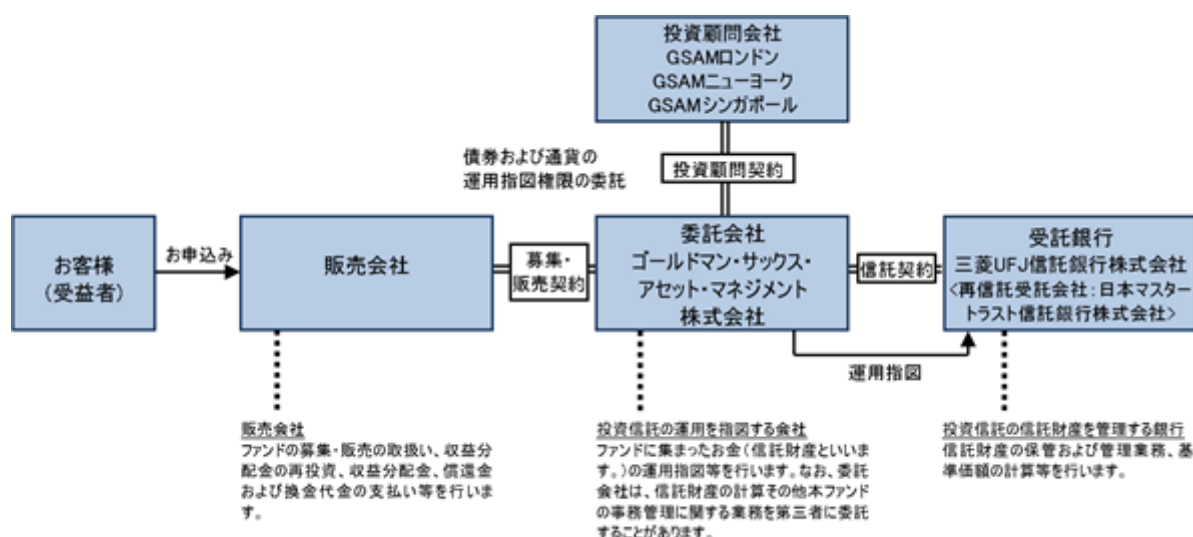 投資顧問会社
GSAMロンドン
GSAMニューヨーク
GSAMシンガポール
債券および通貨の
運用指図権限の委託
投資顧問契約
お客様
（受益者）
お申込み
販売会社
募集・
販売契約
委託会社
ゴールドマン・サックス・
アセット・マネジメント
株式会社
信託契約
受託銀行
三菱UFJ信託銀行株式会社
<再信託受託会社：日本マスター
トラスト信託銀行株式会社>
運用指図
販売会社
ファンドの募集・販売の取扱い、収益分
配金の再投資、収益分配金、償還金
および換金代金の支払い等を行いま
す。
投資信託の運用を指図する会社
ファンドに集まったお金（信託財産といいま
す。）の運用指図等を行います。なお、委託
会社は、信託財産の計算その他本ファンド
の事務管理に関する業務を第三者に委託
することがあります。
投資信託の信託財産を管理する銀行
信託財産の保管および管理業務、基
準価額の計算等を行います。